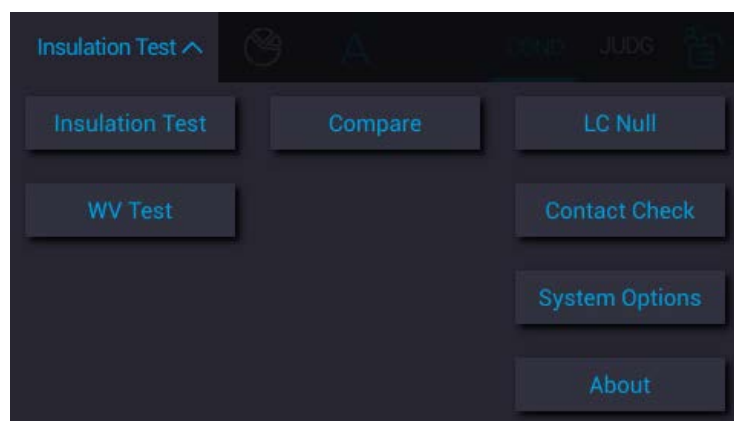 Insulation Test
A
COND
JUDG
Insulation Test
Compare
LC Null
WV Test
Contact Check
System Options
About